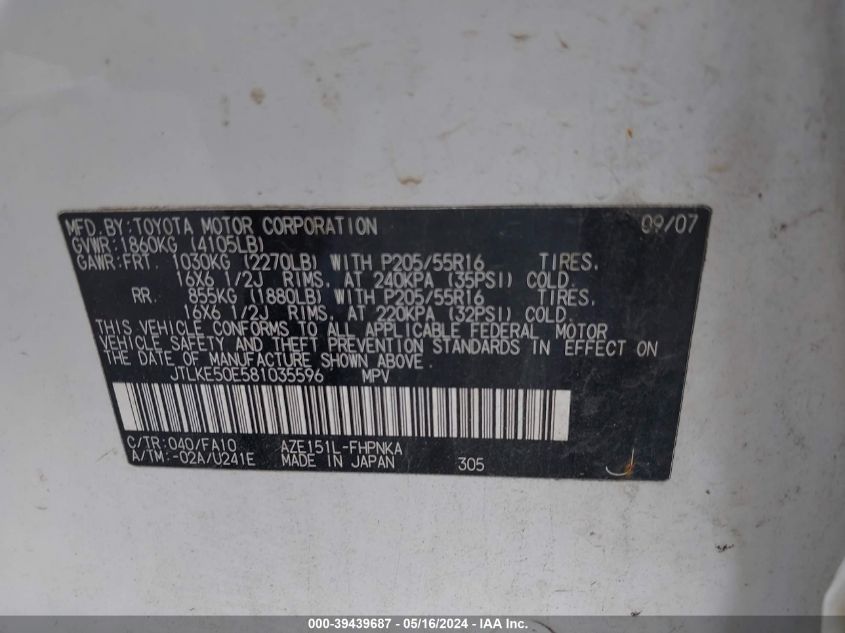 MFD.BY:TOYOTA MOTOR CORPORATION 09/07
GVWR:1860KG (4105LB)
GAWR:FRT. 1030KG (2270LB) WITH P205/55R16 TIRES,
16X6 1/2J RIMS, AT 240KPA (35PSI) COLD.
RR. 855KG (1880LB) WITH P205/55R16 TIRES,
16X6 1/2J RIMS, AT 220KPA (32PSI) COLD.
THIS VEHICLE CONFORMS TO ALL APPLICABLE FEDERAL MOTOR
VEHICLE SAFETY AND THEFT PREVENTION STANDARDS IN EFFECT ON
THE DATE OF MANUFACTURE SHOWN ABOVE.
JTLKE50E581035596 MPV
C/TR:040/FA10 AZE151L-FHPNKA
A/TM:-02A/U241E MADE IN JAPAN 305 J
000-39439687 - 05/16/2024 - IAA Inc.